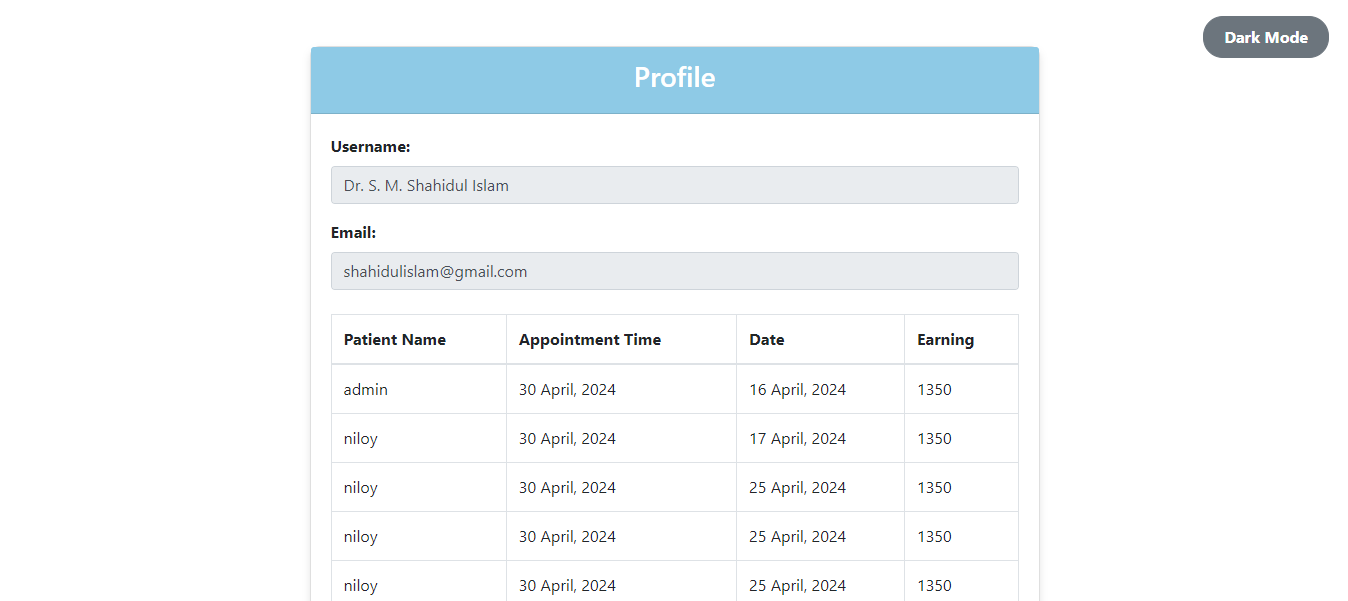 Dark Mode
Profile
Username:
Dr. S. M. Shahidul Islam
Email:
shahidulislam@gmail.com
Patient Name Appointment Time Date Earning
admin 30 April, 2024 16 April, 2024 1350
niloy 30 April, 2024 17 April, 2024 1350
niloy 30 April, 2024 25 April, 2024 1350
niloy 30 April, 2024 25 April, 2024 1350
niloy 30 April, 2024 25 April, 2024 1350